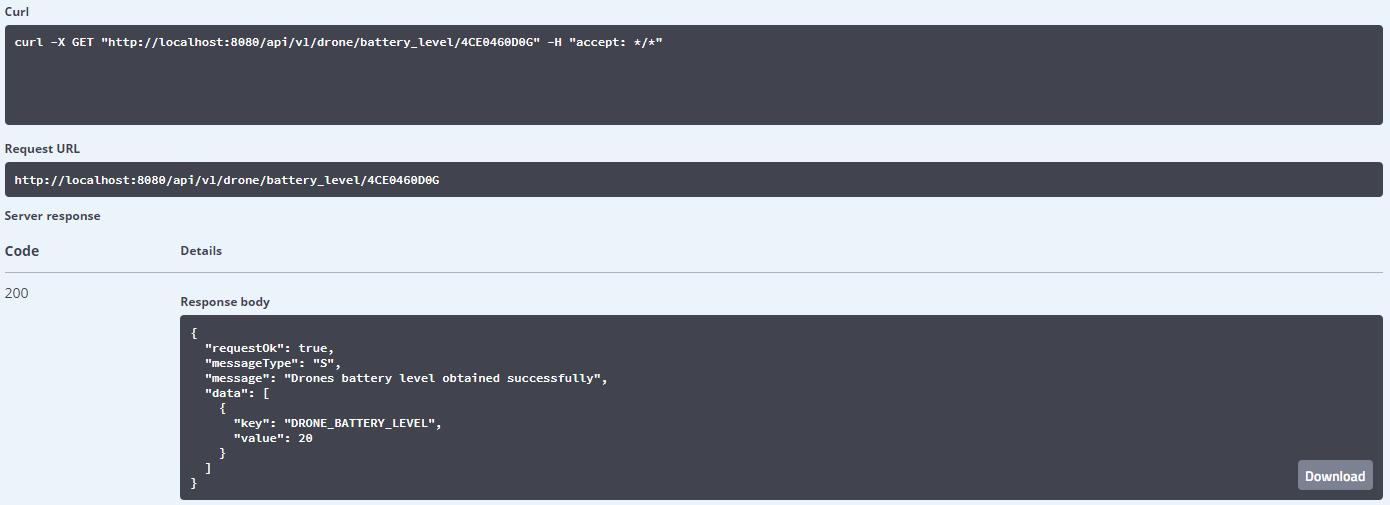 Curl
curl -X GET "http://localhost:8080/api/v1/drone/battery_level/4CE0460D0G" -H "accept: */*"
Request URL
http://localhost:8080/api/v1/drone/battery_level/4CE0460D0G
Server response
Code Details
200
Response body
{
  "requestOk": true,
  "messageType": "S",
  "message": "Drones battery level obtained successfully",
  "data": [
    {
      "key": "DRONE_BATTERY_LEVEL",
      "value": 20
    }
  ]
}
Download